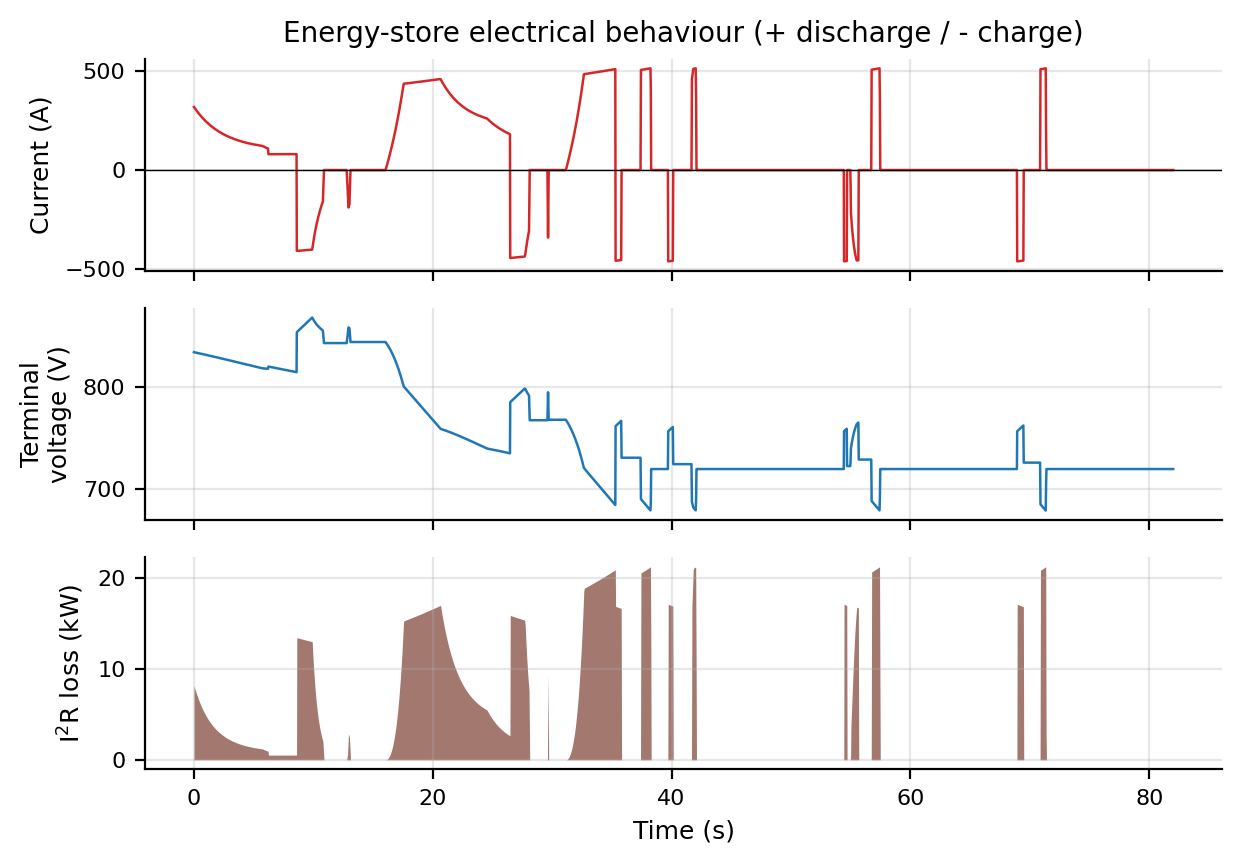 Energy-store electrical behaviour (+ discharge / - charge)
500
0
−500
Current (A)
800
700
Terminal
voltage (V)
20
10
0
I²R loss (kW)
0
20
40
60
80
Time (s)